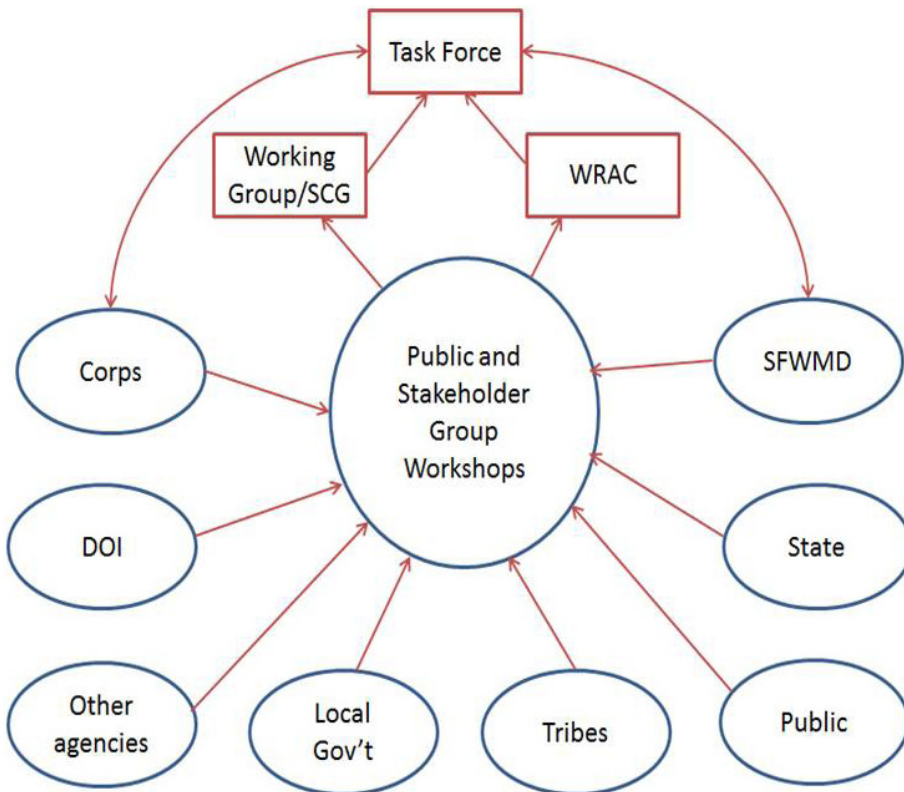 Task Force
Working
Group/SCG
WRAC
Corps
Public and
Stakeholder
Group
Workshops
SFWMD
DOI
State
Other
agencies
Local
Gov’t
Tribes
Public